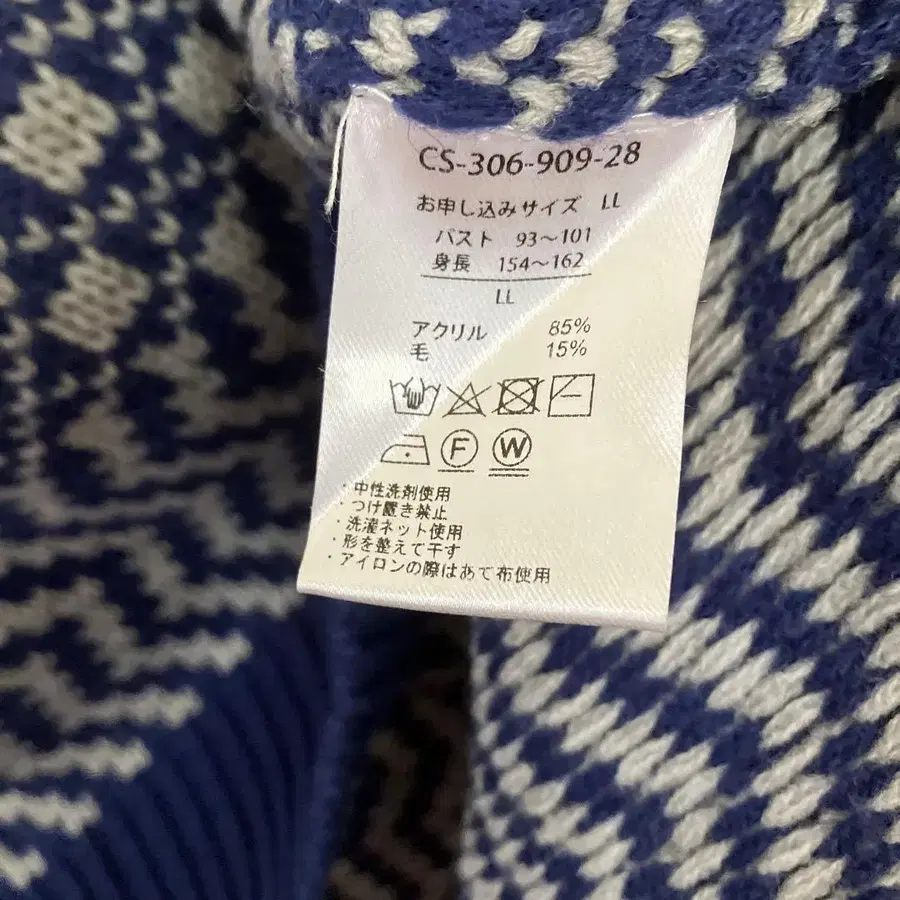 CS-306-909-28
お申し込みサイズ LL
バスト 93～101
身長 154～162
LL
アクリル 85%
毛 15%
F W
・中性洗剤使用
・つけ置き禁止
・洗濯ネット使用
・形を整えて干す
・アイロンの際はあて布使用